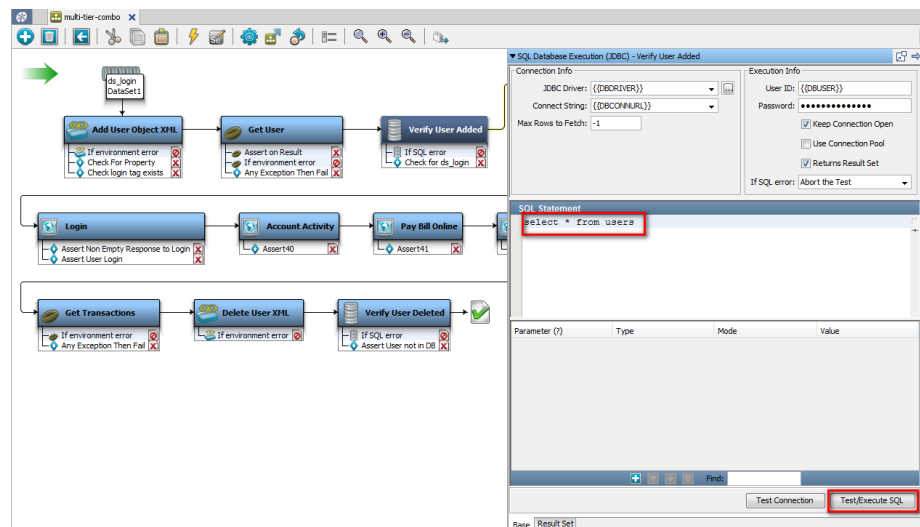 multi-tier-combo
ds_login
DataSet1
Add User Object XML
If environment error
Check For Property
Check login tag exists
Get User
Assert on Result
If environment error
Any Exception Then Fail
Verify User Added
If SQL error
Check for ds_login
Login
Assert Non Empty Response to Login
Assert User Login
Account Activity
Assert40
Pay Bill Online
Assert41
Get Transactions
If environment error
Any Exception Then Fail
Delete User XML
If environment error
Verify User Deleted
If SQL error
Assert User not in DB
SQL Database Execution (JDBC) - Verify User Added
Connection Info
JDBC Driver: {{DBDRIVER}}
Connect String: {{DBCONNURL}}
Max Rows to Fetch: -1
Execution Info
User ID: {{DBUSER}}
Password: ••••••••••••••
Keep Connection Open
Use Connection Pool
Returns Result Set
If SQL error: Abort the Test
SQL Statement
select * from users
Parameter (?) Type Mode Value
Find:
Test Connection Test/Execute SQL
Base Result Set